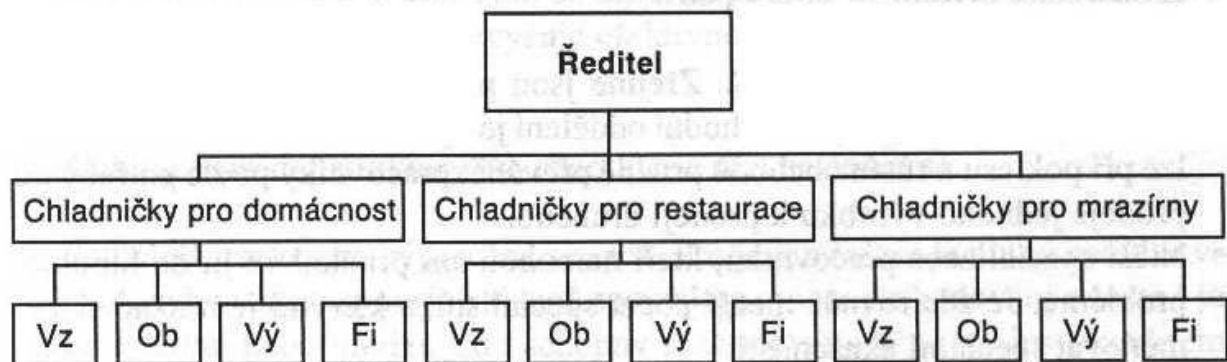 Ředitel
Chladničky pro domácnost
Chladničky pro restaurace
Chladničky pro mrazírny
Vz Ob Vý Fi Vz Ob Vý Fi Vz Ob Vý Fi